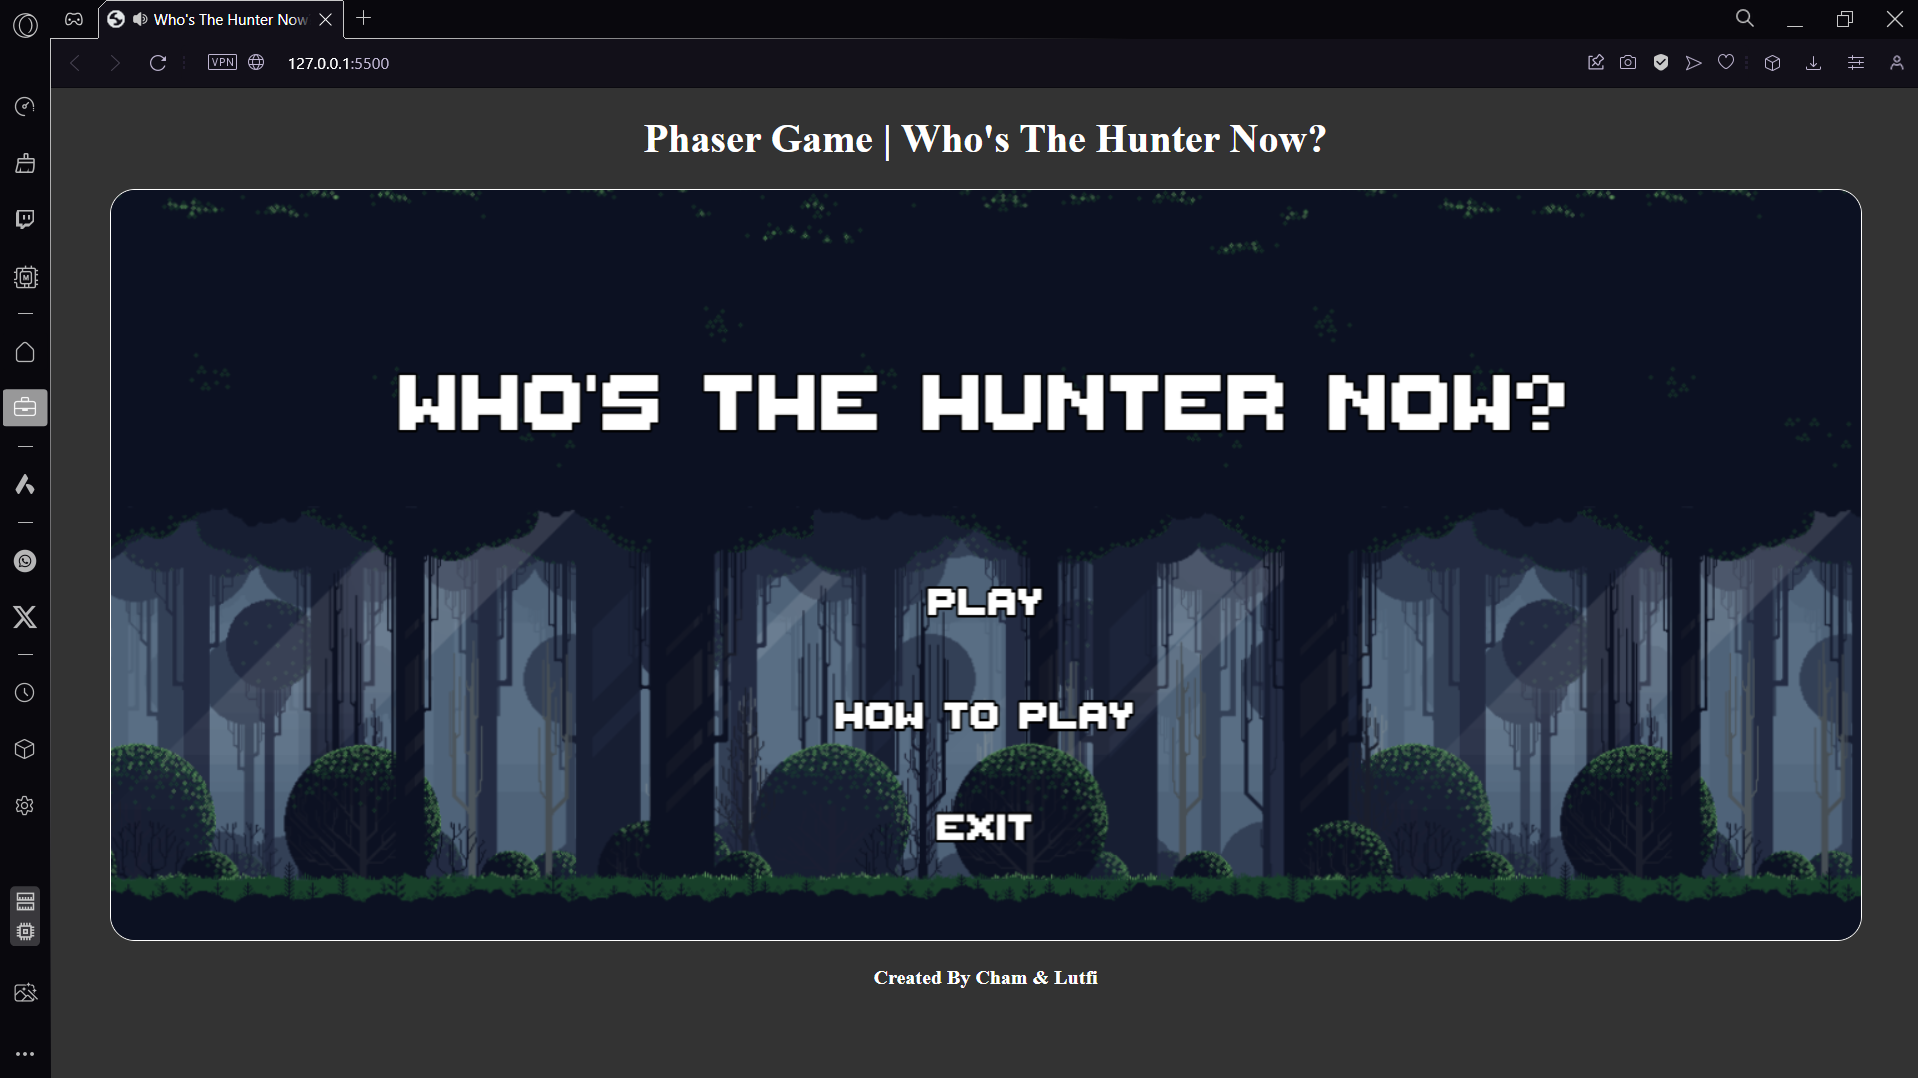 Who's The Hunter Now
VPN
127.0.0.1:5500
Phaser Game | Who's The Hunter Now?
WHO'S THE HUNTER NOW?
PLAY
HOW TO PLAY
EXIT
Created By Cham & Lutfi